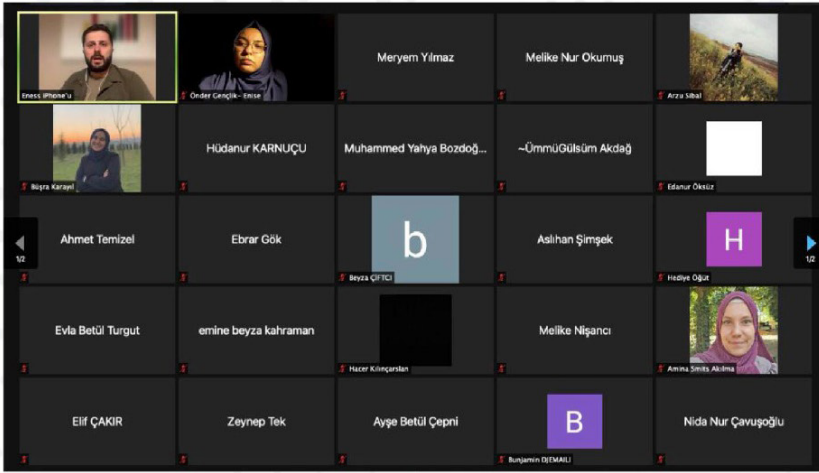 Eness iPhone'u
Önder Gençlik- Enise
Meryem Yılmaz
Melike Nur Okumuş
Arzu Sibal
Büşra Karayıl
Hüdanur KARNUÇU
Muhammed Yahya Bozdoğ...
~ÜmmüGülsüm Akdağ
Edanur Öksüz
1/2
Ahmet Temizel
Ebrar Gök
b
Beyza ÇİFTCİ
Aslıhan Şimşek
H
Hediye Öğüt
1/2
Evla Betül Turgut
emine beyza kahraman
Hacer Kılınçarslan
Melike Nişancı
Amina Smits Akılma
Elif ÇAKIR
Zeynep Tek
Ayşe Betül Çepni
B
Bunjamin DJEMAILI
Nida Nur Çavuşoğlu